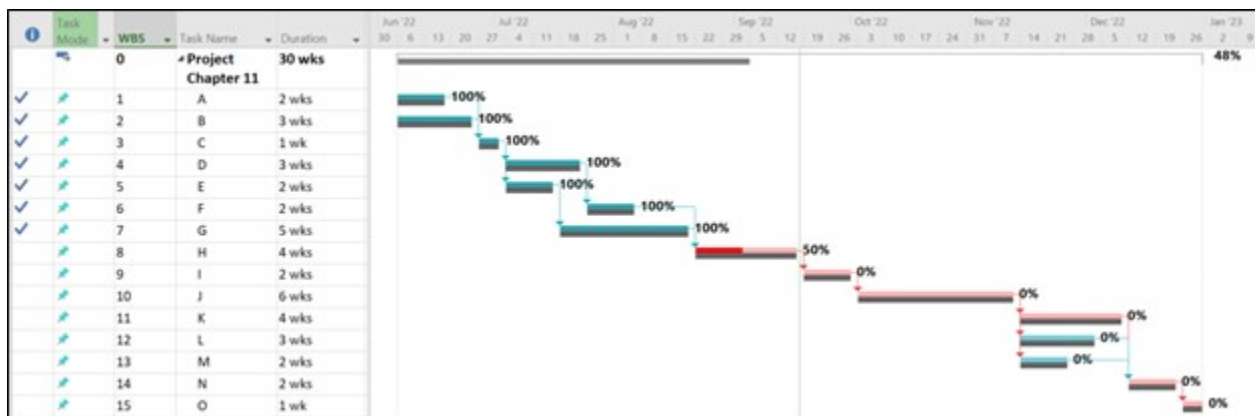 Jun '22 Jul '22 Aug '22 Sep '22 Oct '22 Nov '22 Dec '22 Jan '23
Task Mode WBS Task Name Duration
30 6 13 20 27 4 11 18 25 1 8 15 22 29 5 12 19 26 3 10 17 24 31 7 14 21 28 5 12 19 26 2 9
0 Project Chapter 11 30 wks 48%
1 A 2 wks 100%
2 B 3 wks 100%
3 C 1 wk 100%
4 D 3 wks 100%
5 E 2 wks 100%
6 F 2 wks 100%
7 G 5 wks 100%
8 H 4 wks 50%
9 I 2 wks 0%
10 J 6 wks 0%
11 K 4 wks 0%
12 L 3 wks 0%
13 M 2 wks 0%
14 N 2 wks 0%
15 O 1 wk 0%